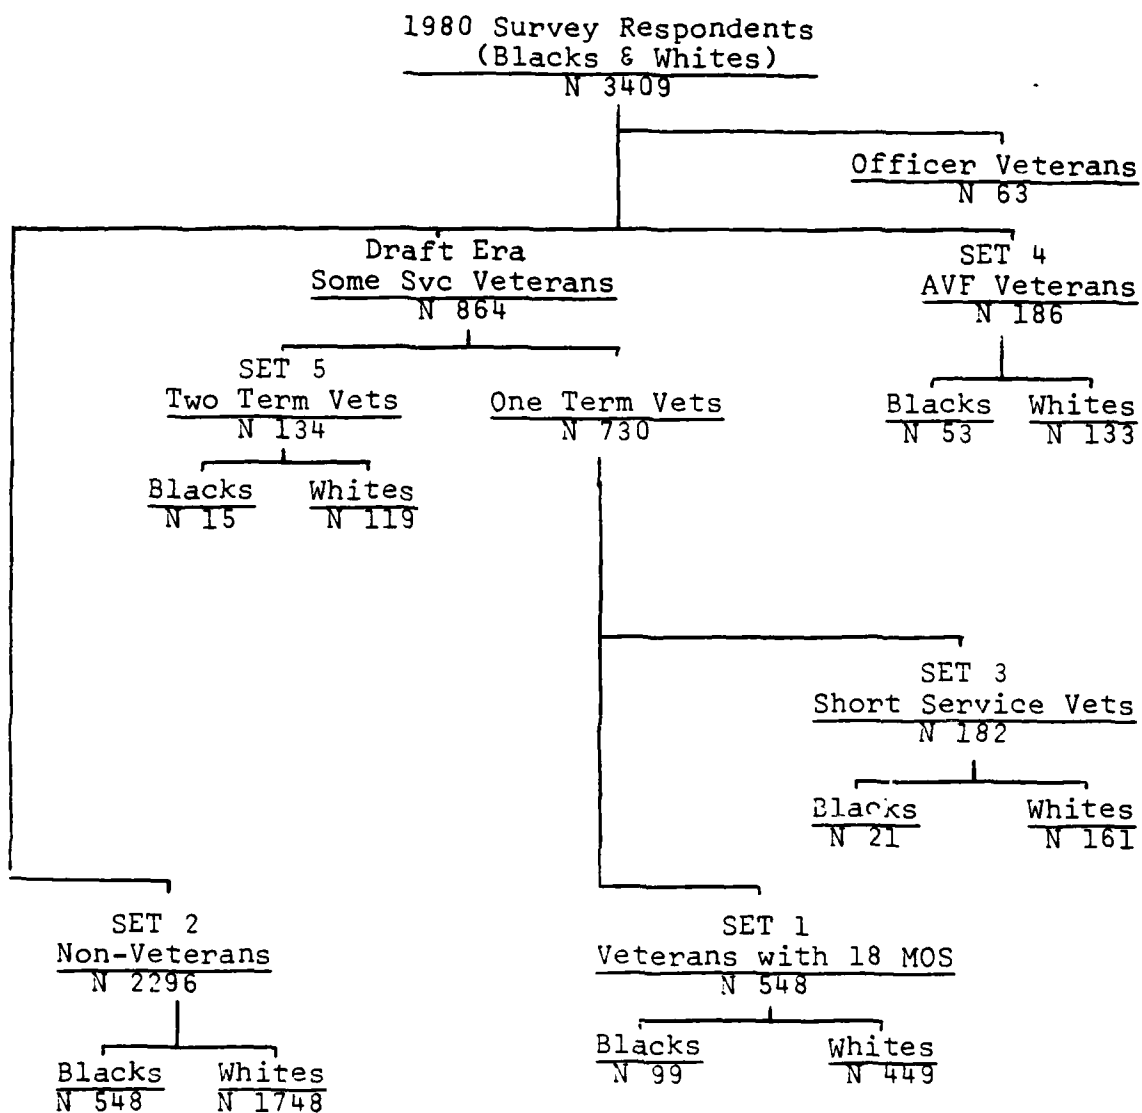 1980 Survey Respondents
(Blacks & Whites)
N 3409
Officer Veterans
N 63
Draft Era
Some Svc Veterans
N 864
SET 4
AVF Veterans
N 186
SET 5
Two Term Vets
N 134
One Term Vets
N 730
Blacks Whites
N 53 N 133
Blacks Whites
N 15 N 119
SET 3
Short Service Vets
N 182
Blacks Whites
N 21 N 161
SET 2
Non-Veterans
N 2296
SET 1
Veterans with 18 MOS
N 548
Blacks Whites
N 548 N 1748
Blacks Whites
N 99 N 449